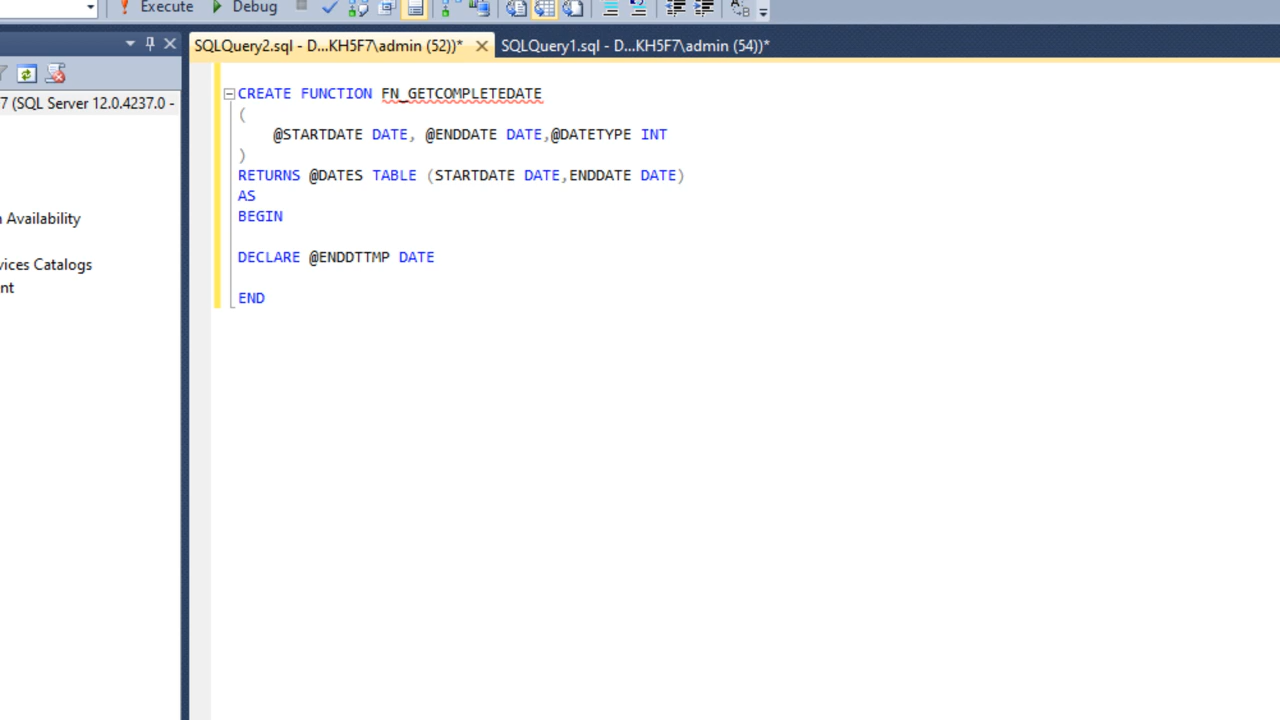 Execute Debug
SQLQuery2.sql - D...KH5F7\admin (52))* SQLQuery1.sql - D...KH5F7\admin (54))*
7 (SQL Server 12.0.4237.0 -
CREATE FUNCTION FN_GETCOMPLETEDATE
(
@STARTDATE DATE, @ENDDATE DATE,@DATETYPE INT
)
RETURNS @DATES TABLE (STARTDATE DATE,ENDDATE DATE)
AS
BEGIN
n Availability
DECLARE @ENDDTTMP DATE
vices Catalogs
nt
END